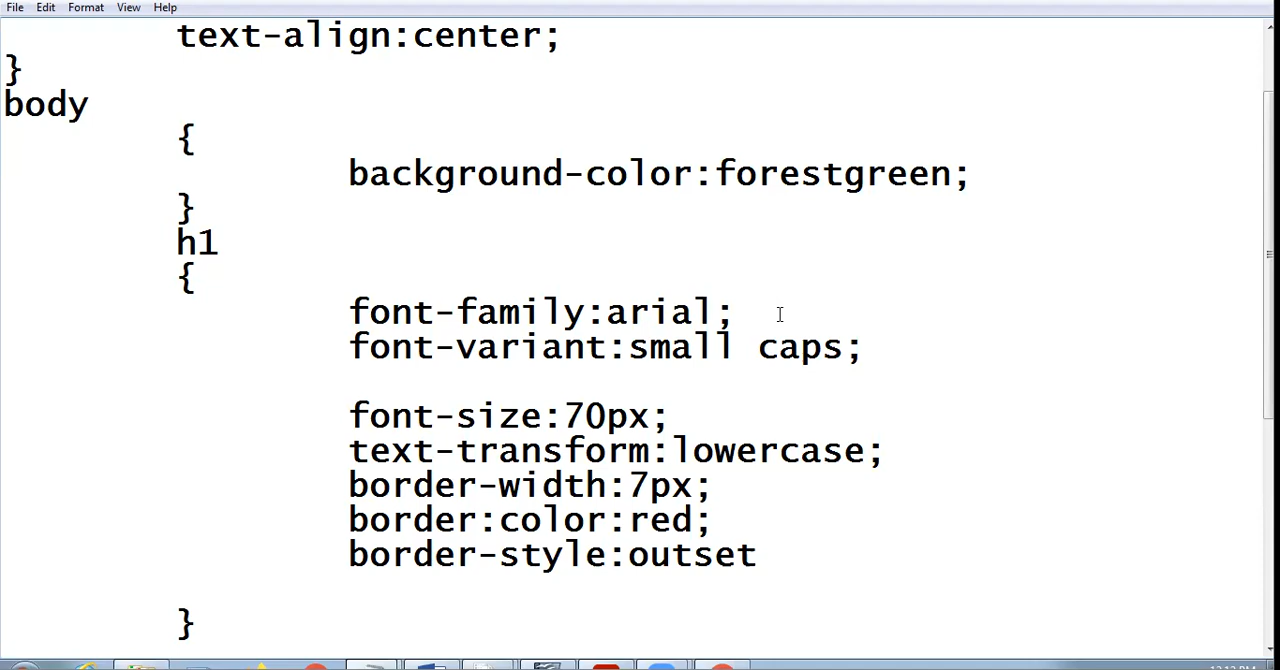 File Edit Format View Help
text-align:center;
}
body
{
background-color:forestgreen;
}
h1
{
font-family:arial;
font-variant:small caps;
font-size:70px;
text-transform:lowercase;
border-width:7px;
border:color:red;
border-style:outset
}